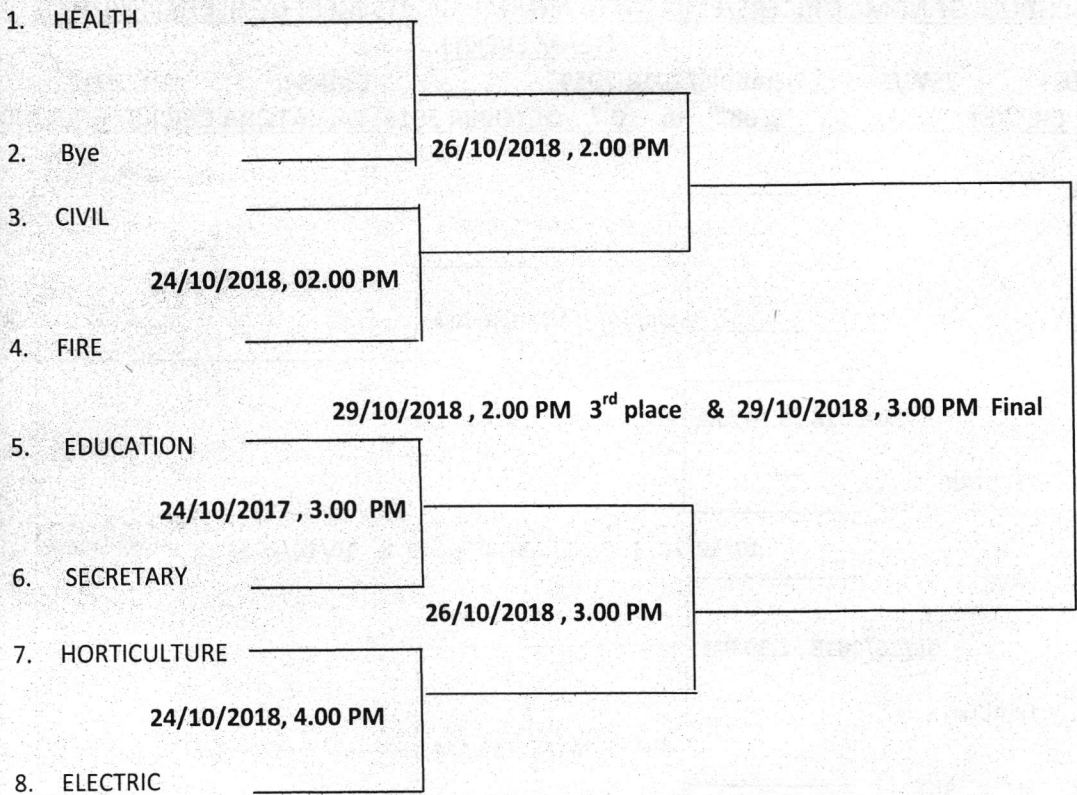 1. HEALTH
2. Bye
26/10/2018 , 2.00 PM
3. CIVIL
24/10/2018, 02.00 PM
4. FIRE
29/10/2018 , 2.00 PM 3rd place & 29/10/2018 , 3.00 PM Final
5. EDUCATION
24/10/2017 , 3.00 PM
6. SECRETARY
26/10/2018 , 3.00 PM
7. HORTICULTURE
24/10/2018, 4.00 PM
8. ELECTRIC